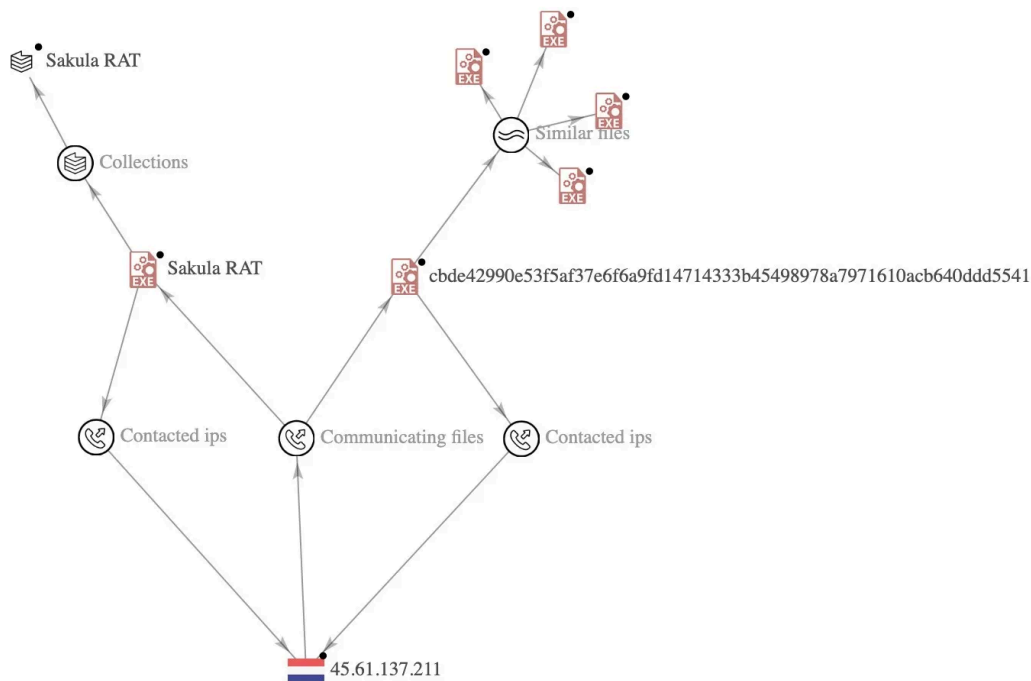 Sakula RAT
EXE
EXE
EXE
Similar files
EXE
Collections
EXE
Sakula RAT
EXE
cbde42990e53f5af37e6f6a9fd14714333b45498978a7971610acb640ddd5541
Contacted ips
Communicating files
Contacted ips
45.61.137.211